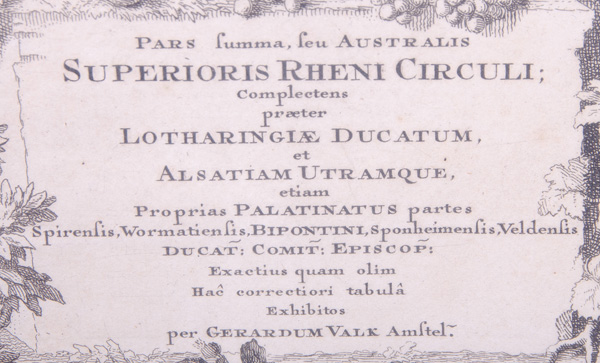 Pars ſumma, ſeu Australis
Superioris Rheni Circuli;
Complectens
præter
Lotharingiæ Ducatum,
et
Alsatiam Utramque,
etiam
Proprias Palatinatus partes
Spirenſis, Wormatienſis, Bipontini, Sponheimenſis, Veldensis
Ducat̃: Comit̃: Episcop̃:
Exactius quam olim
Hac̃ correctiori tabulâ
Exhibitos
per Gerardum Valk Amſtel̃.